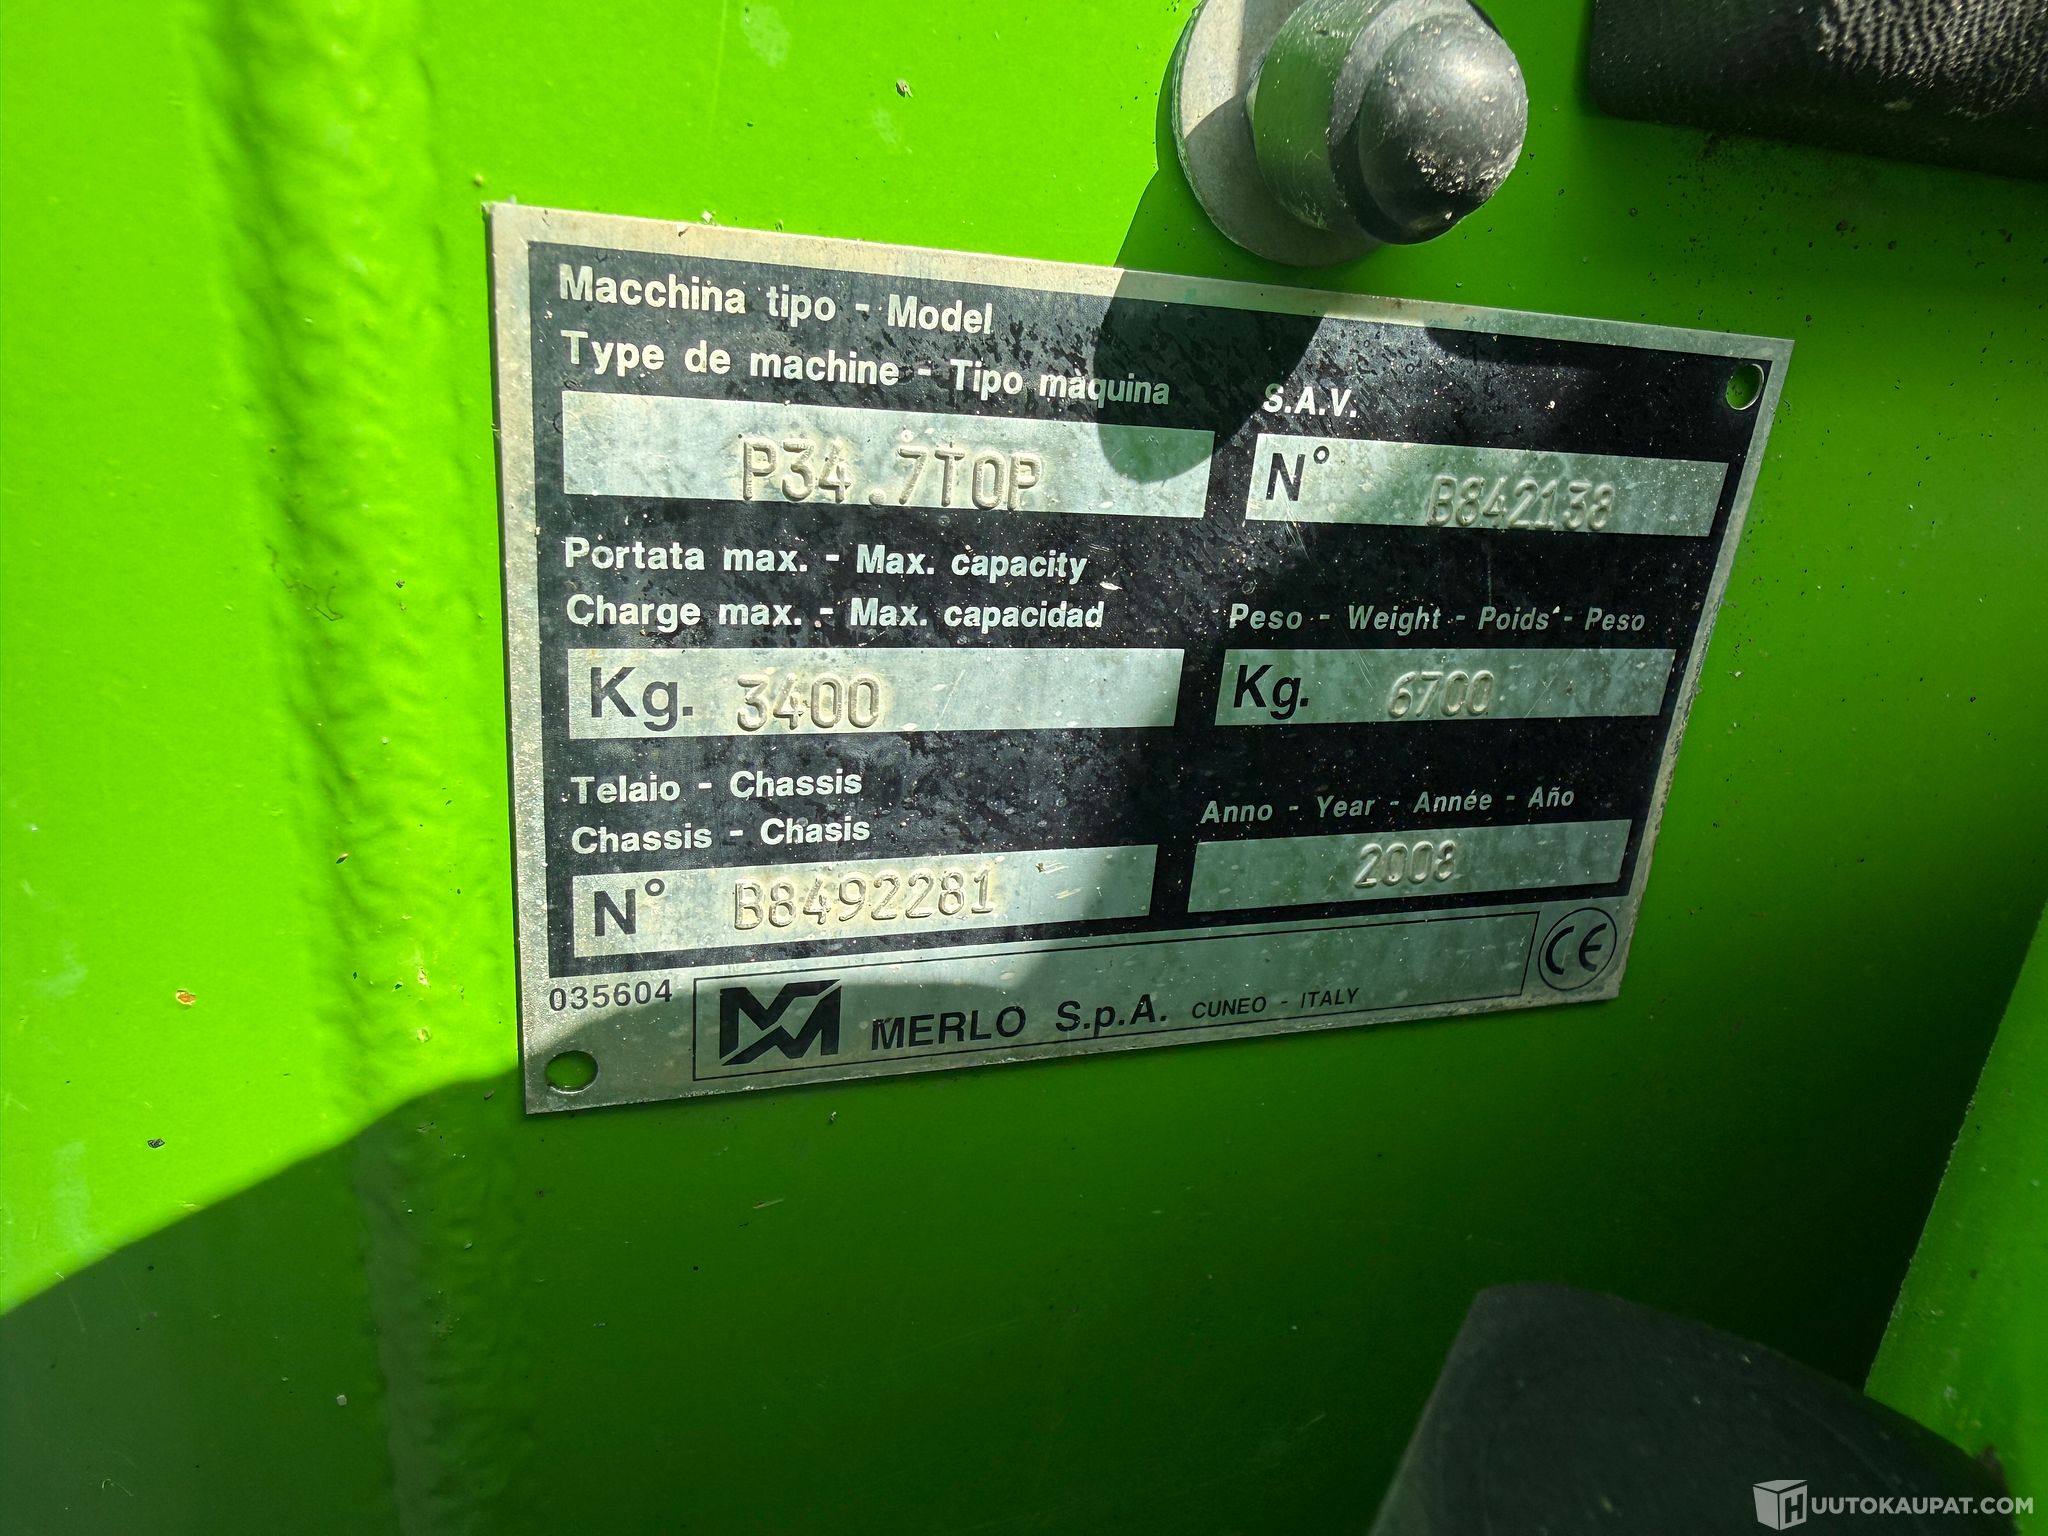 Macchina tipo - Model
Type de machine - Tipo maquina
P34.7TOP
S.A.V.
N° B842138
Portata max. - Max. capacity
Charge max. - Max. capacidad
Kg. 3400
Peso - Weight - Poids - Peso
Kg. 6700
Telaio - Chassis
Chassis - Chasis
N° B8492281
Anno - Year - Année - Año
2008
035604
MERLO S.p.A. CUNEO - ITALY
CE
HUUTOKAUPAT.COM